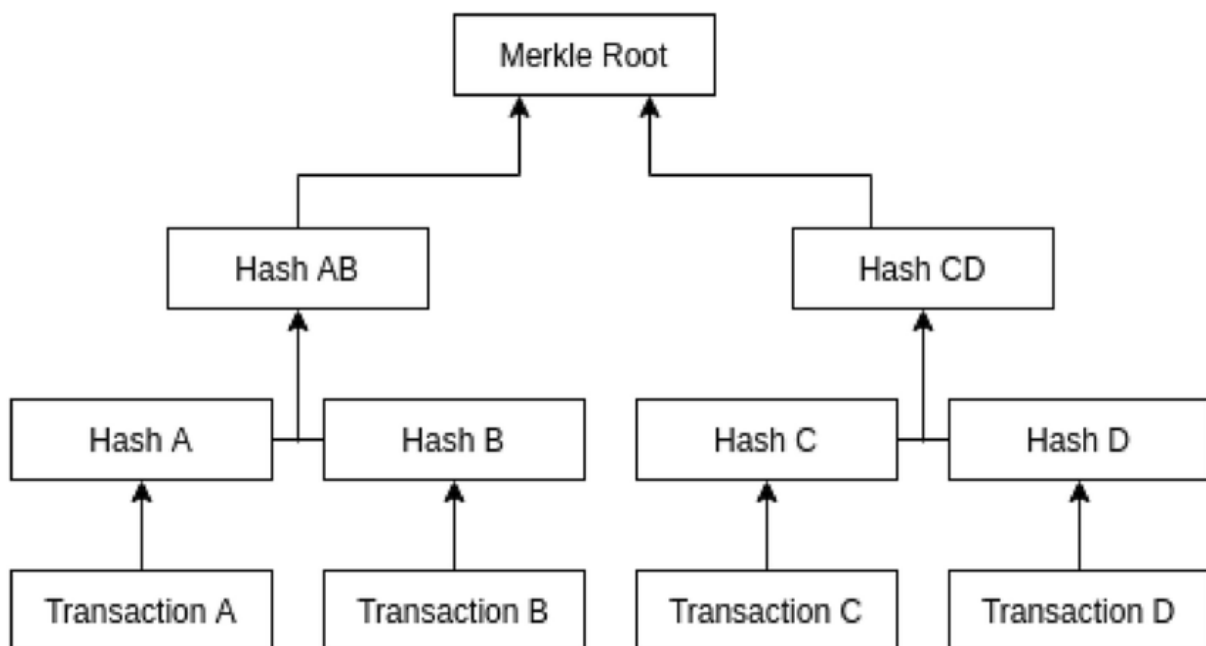 Merkle Root
Hash AB
Hash CD
Hash A
Hash B
Hash C
Hash D
Transaction A
Transaction B
Transaction C
Transaction D